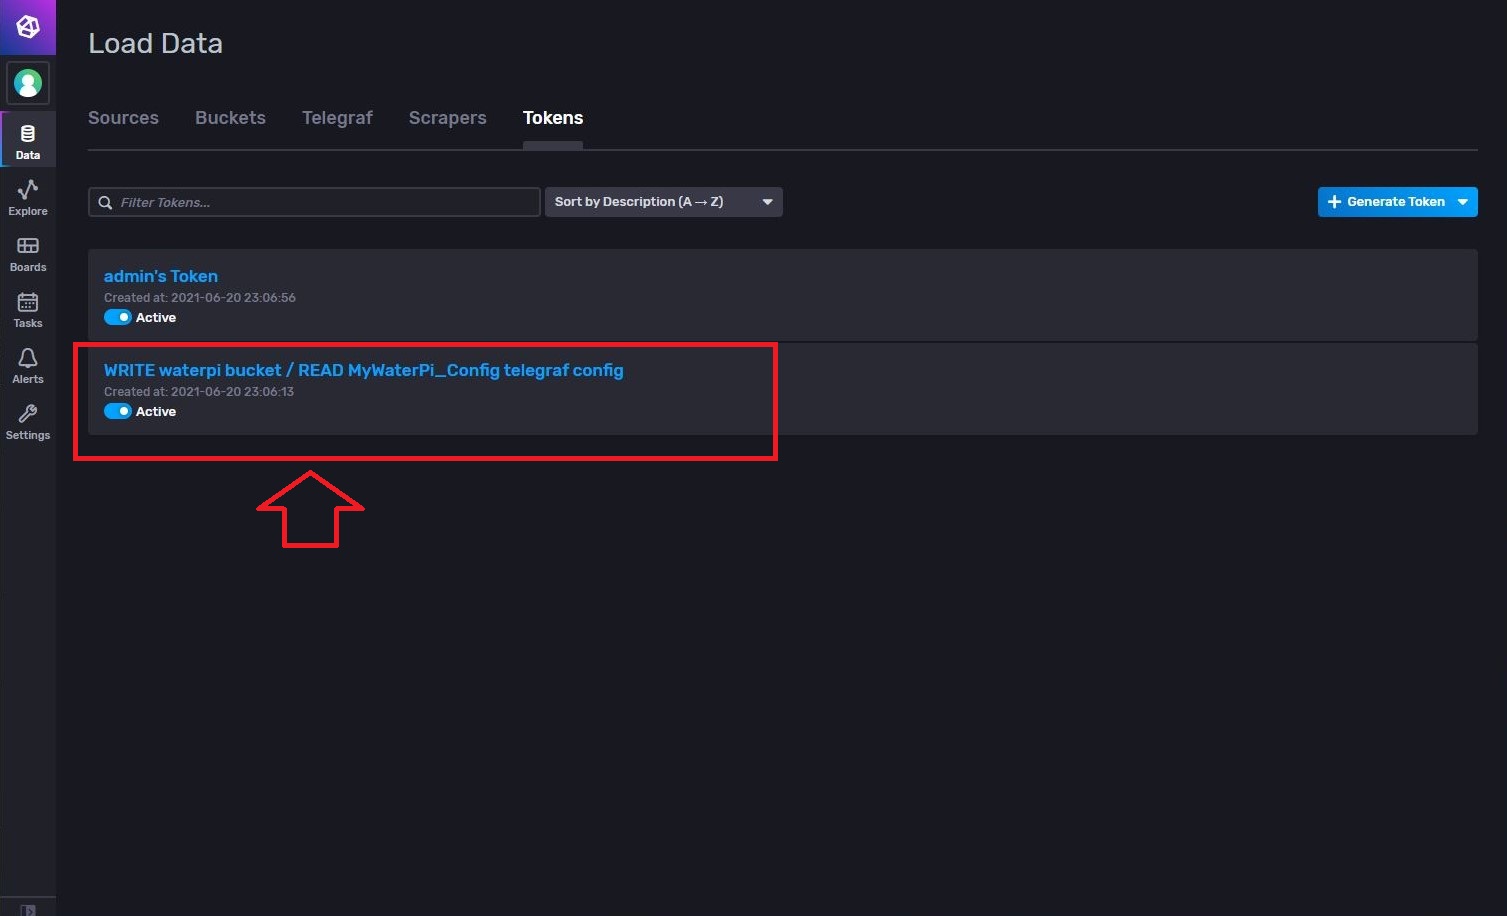 Load Data
Sources Buckets Telegraf Scrapers Tokens
Filter Tokens...
Sort by Description (A → Z)
Generate Token
Data
Explore
Boards
Tasks
Alerts
Settings
admin's Token
Created at: 2021-06-20 23:06:56
Active
WRITE waterpi bucket / READ MyWaterPi_Config telegraf config
Created at: 2021-06-20 23:06:13
Active